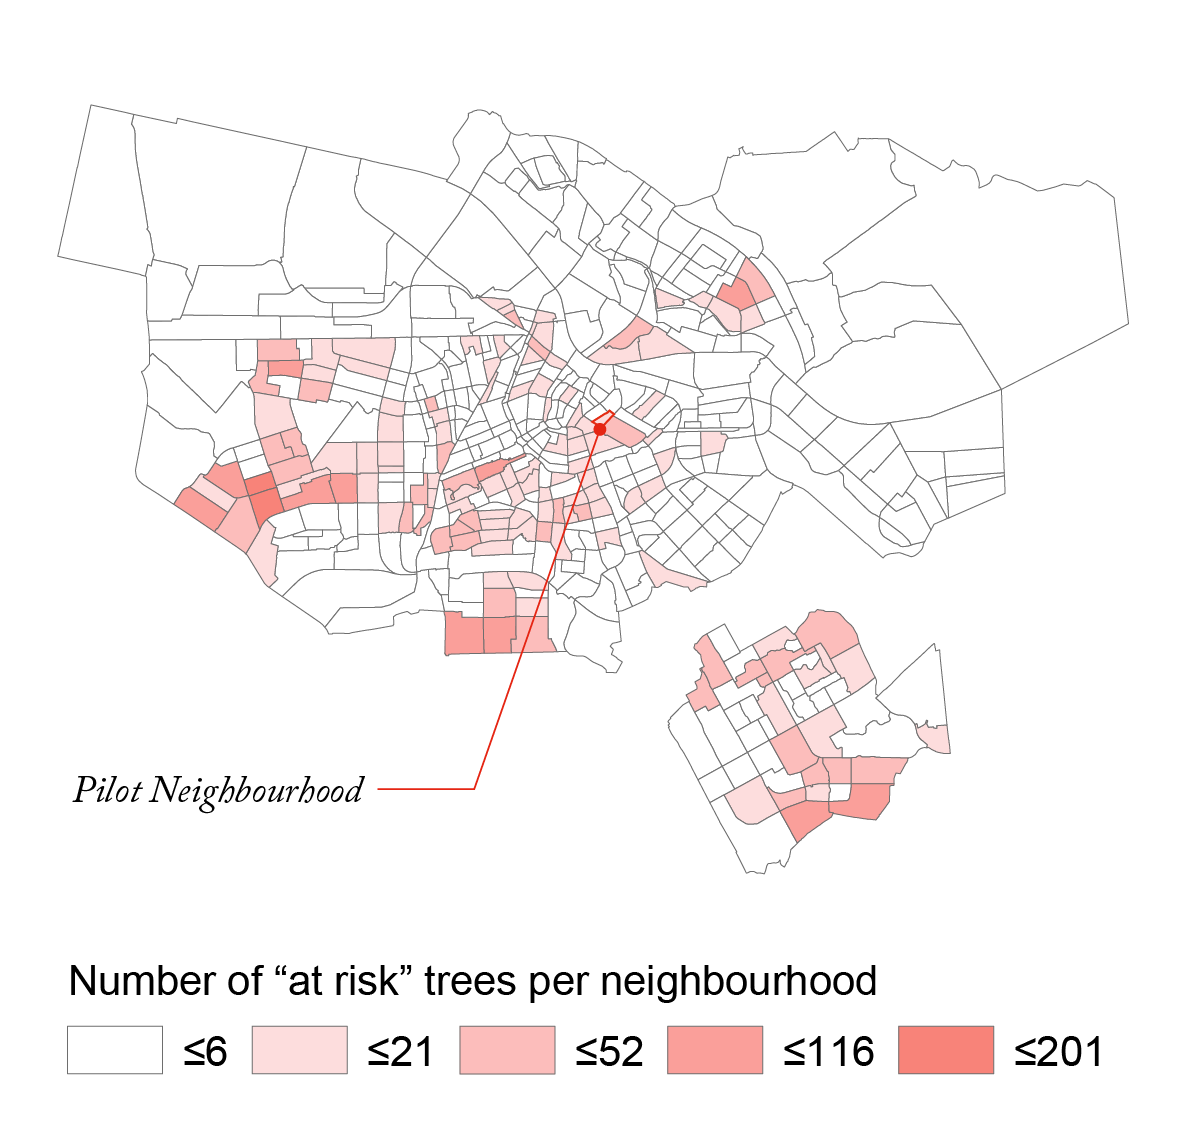 Pilot Neighbourhood
Number of “at risk” trees per neighbourhood
≤6 ≤21 ≤52 ≤116 ≤201